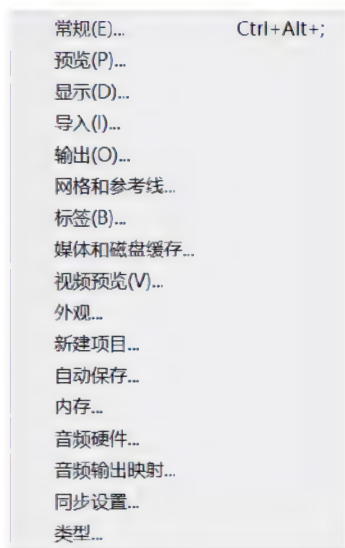 常规(E)... Ctrl+Alt+;
预览(P)...
显示(D)...
导入(I)...
输出(O)...
网格和参考线...
标签(B)...
媒体和磁盘缓存...
视频预览(V)...
外观...
新建项目...
自动保存...
内存...
音频硬件...
音频输出映射...
同步设置...
类型...